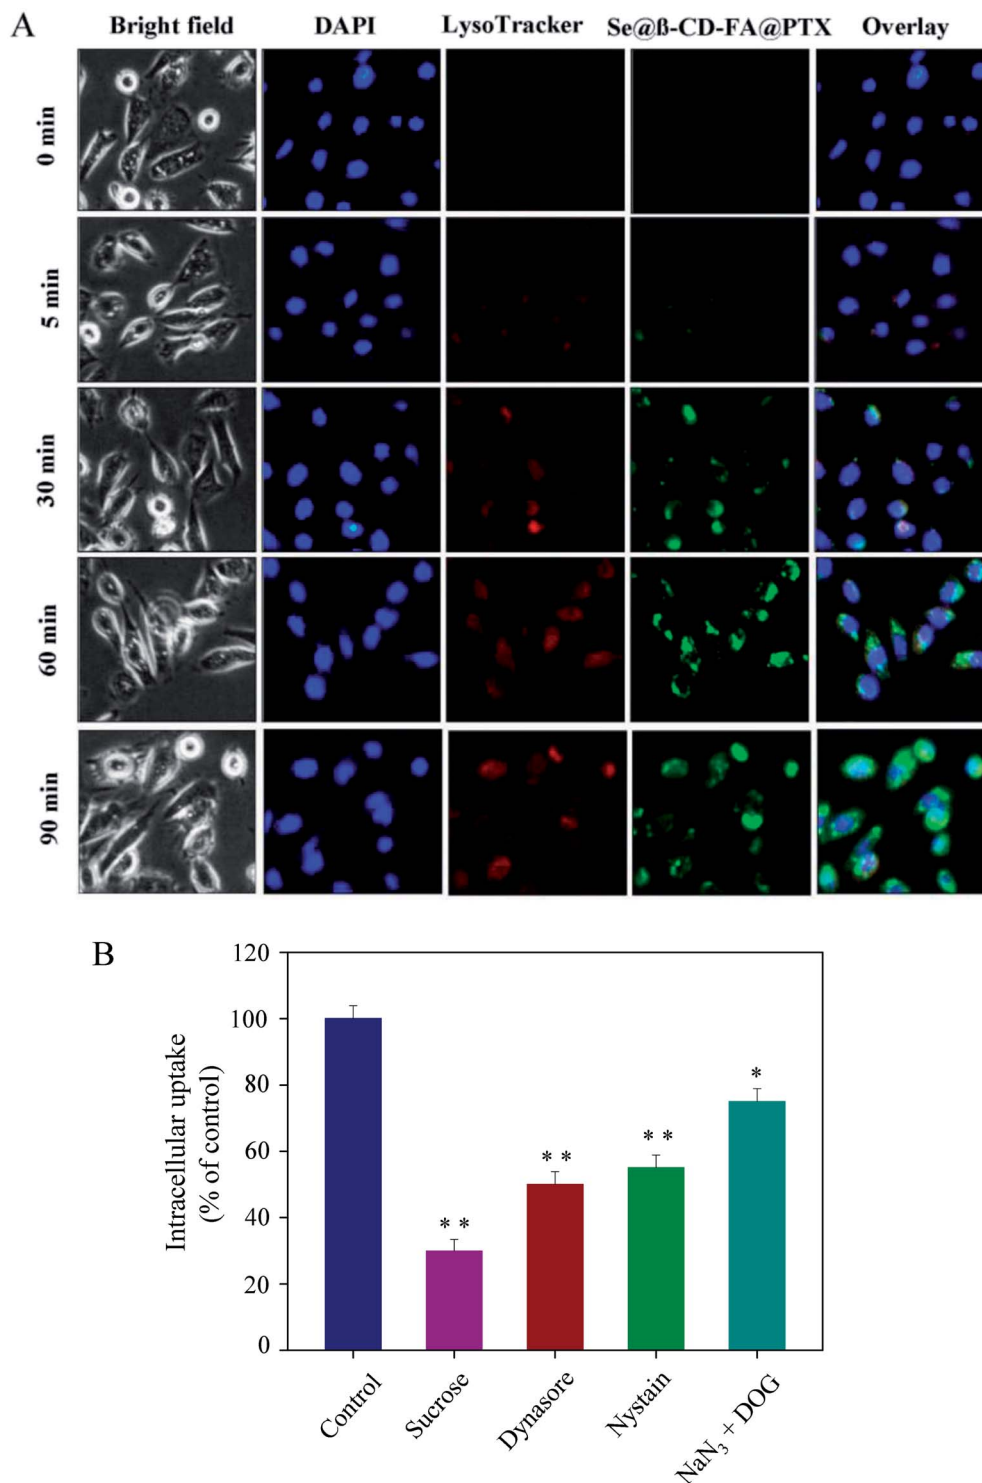 A
Bright field DAPI LysoTracker Se@ß-CD-FA@PTX Overlay
0 min
5 min
30 min
60 min
90 min
B
120
100
80
60
40
20
0
Intracellular uptake
(% of control)
* *
* *
* *
*
Control Sucrose Dynasore Nystain NaN₃ + DOG